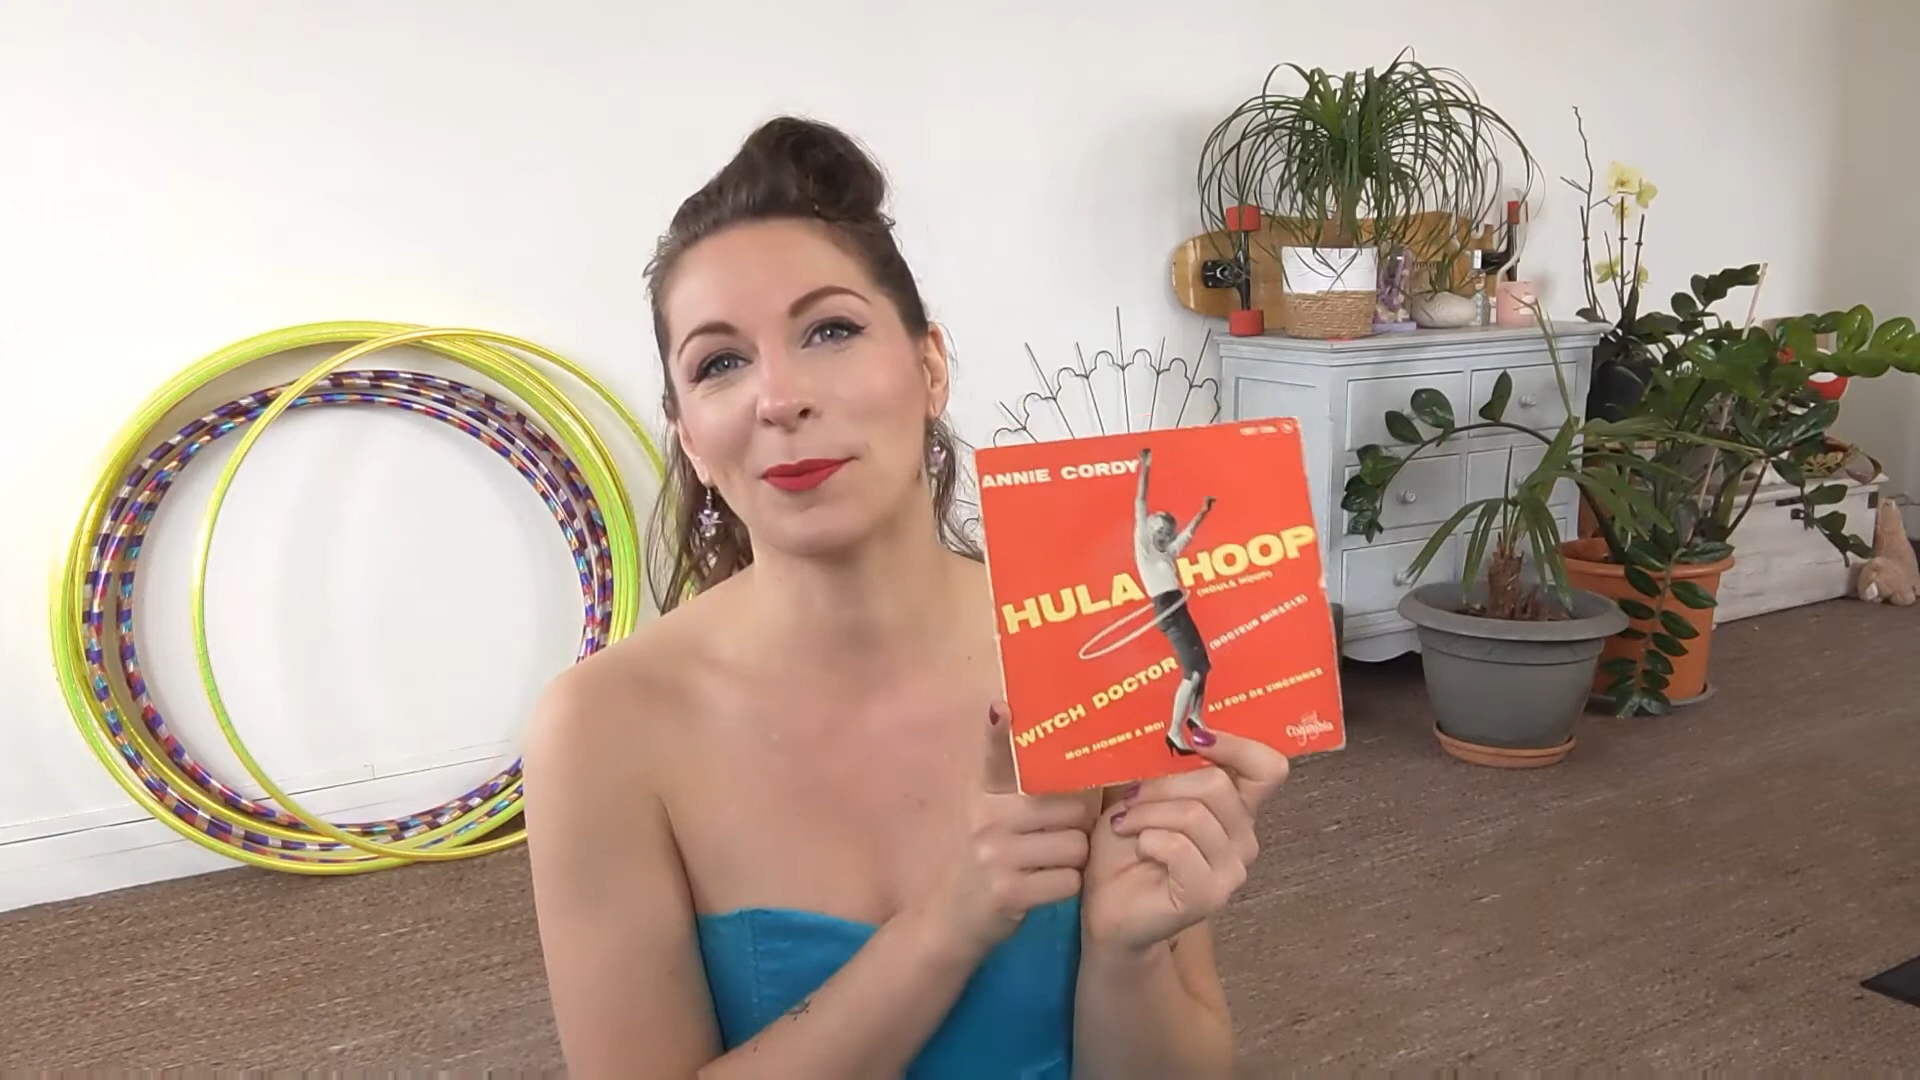 ANNIE CORDY
HULA HOOP
(HOULA HOUP)
WITCH DOCTOR
(DOCTEUR MIRACLE)
MON HOMME À MOI
AU ZOO DE VINCENNES
Columbia